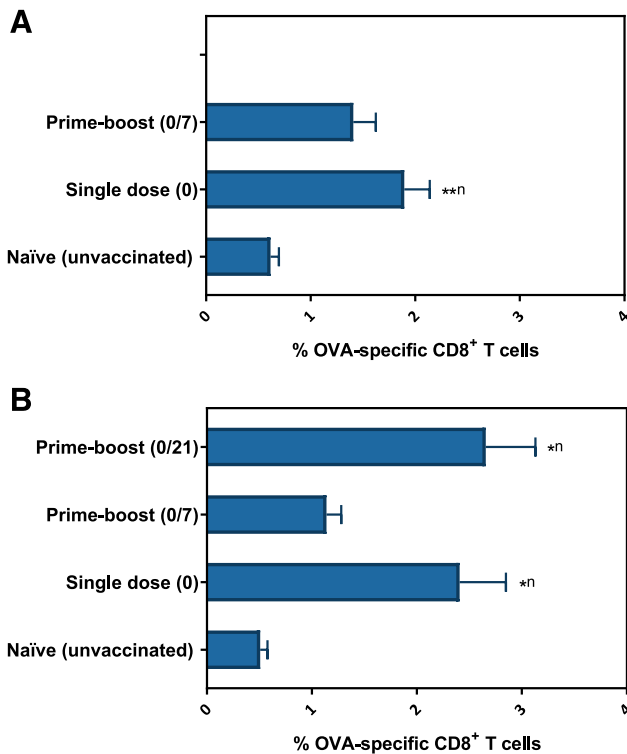 A
Prime-boost (0/7)
Single dose (0)
**n
Naïve (unvaccinated)
0 1 2 3 4
% OVA-specific CD8⁺ T cells
B
Prime-boost (0/21)
*n
Prime-boost (0/7)
Single dose (0)
*n
Naïve (unvaccinated)
0 1 2 3 4
% OVA-specific CD8⁺ T cells